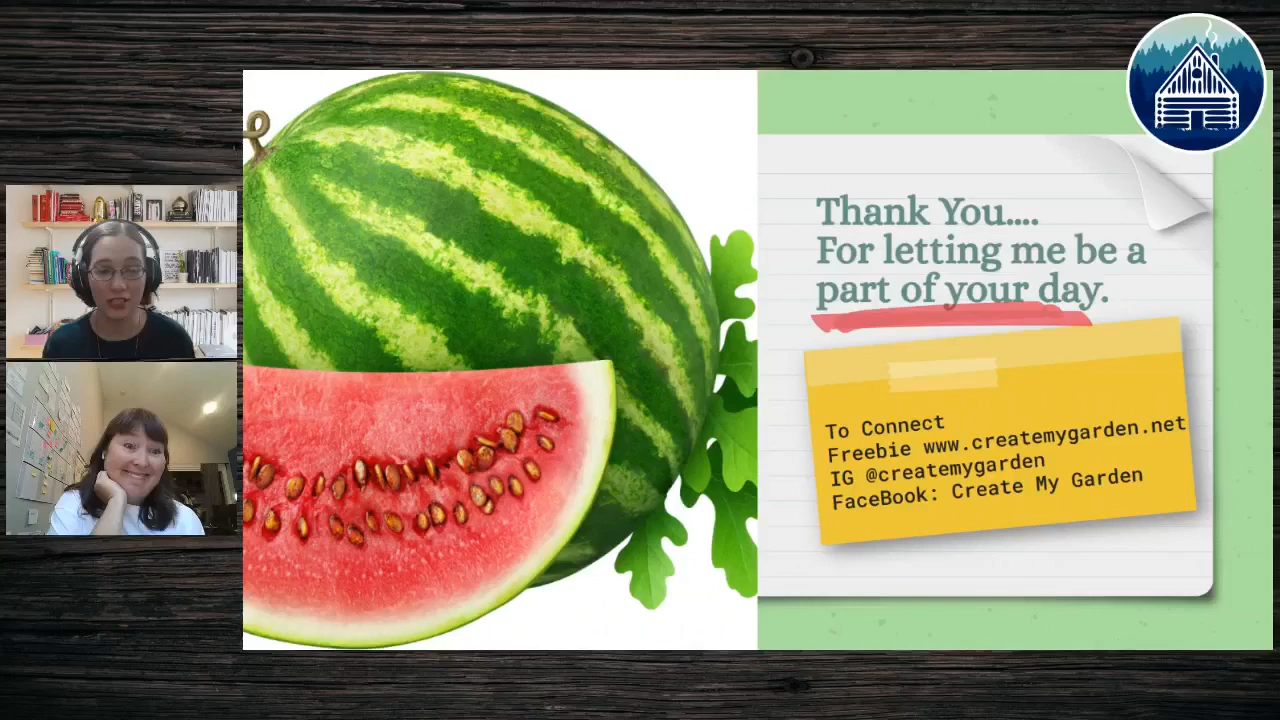 Thank You....
For letting me be a
part of your day.
To Connect
Freebie www.createmygarden.net
IG @createmygarden
FaceBook: Create My Garden